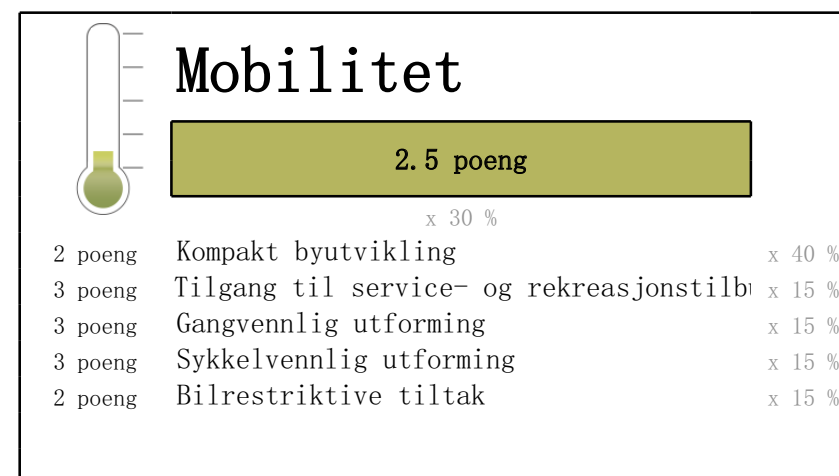 Mobilitet
2.5 poeng
x 30 %
2 poeng Kompakt byutvikling x 40 %
3 poeng Tilgang til service- og x 15 %
3 poeng Gangvennlig utforming x 15 %
3 poeng Sykkelvennlig utforming x 15 %
2 poeng Bilrestriktive tiltak x 15 %